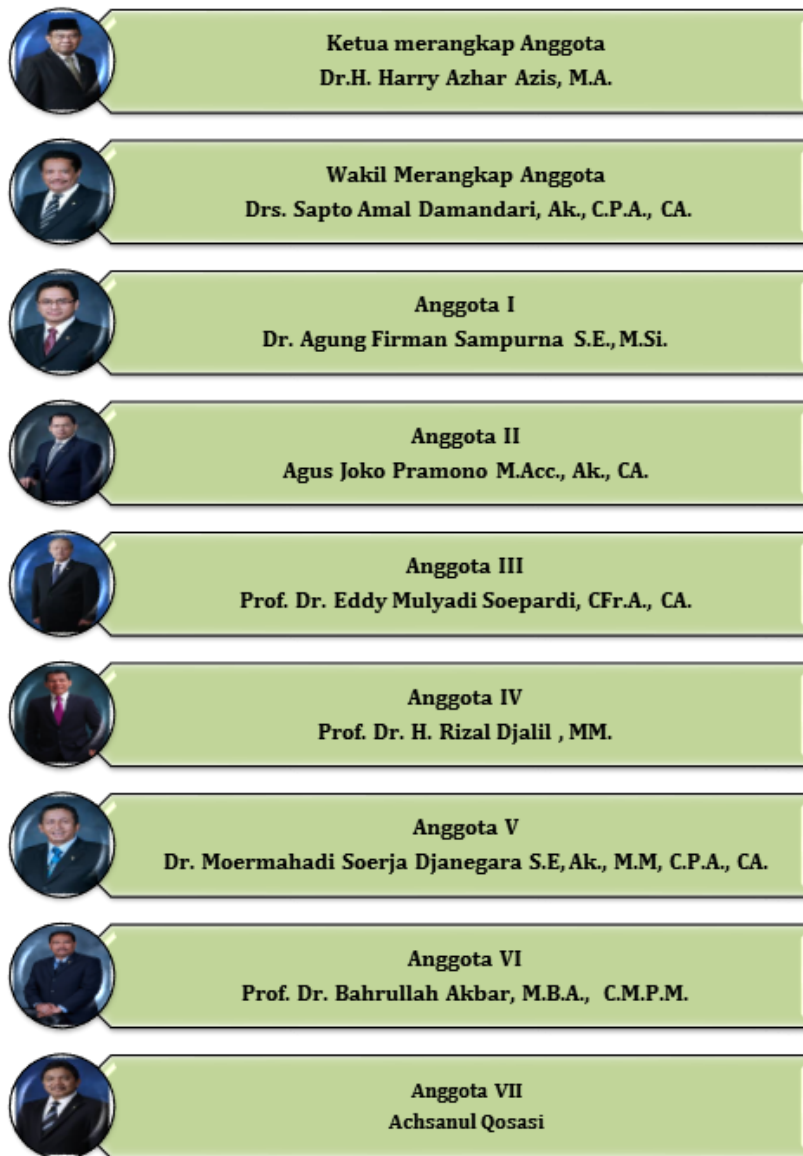 Ketua merangkap Anggota
Dr.H. Harry Azhar Azis, M.A.
Wakil Merangkap Anggota
Drs. Sapto Amal Damandari, Ak., C.P.A., CA.
Anggota I
Dr. Agung Firman Sampurna S.E., M.Si.
Anggota II
Agus Joko Pramono M.Acc., Ak., CA.
Anggota III
Prof. Dr. Eddy Mulyadi Soepardi, CFr.A., CA.
Anggota IV
Prof. Dr. H. Rizal Djalil , MM.
Anggota V
Dr. Moermahadi Soerja Djanegara S.E, Ak., M.M, C.P.A., CA.
Anggota VI
Prof. Dr. Bahrullah Akbar, M.B.A., C.M.P.M.
Anggota VII
Achsanul Qosasi